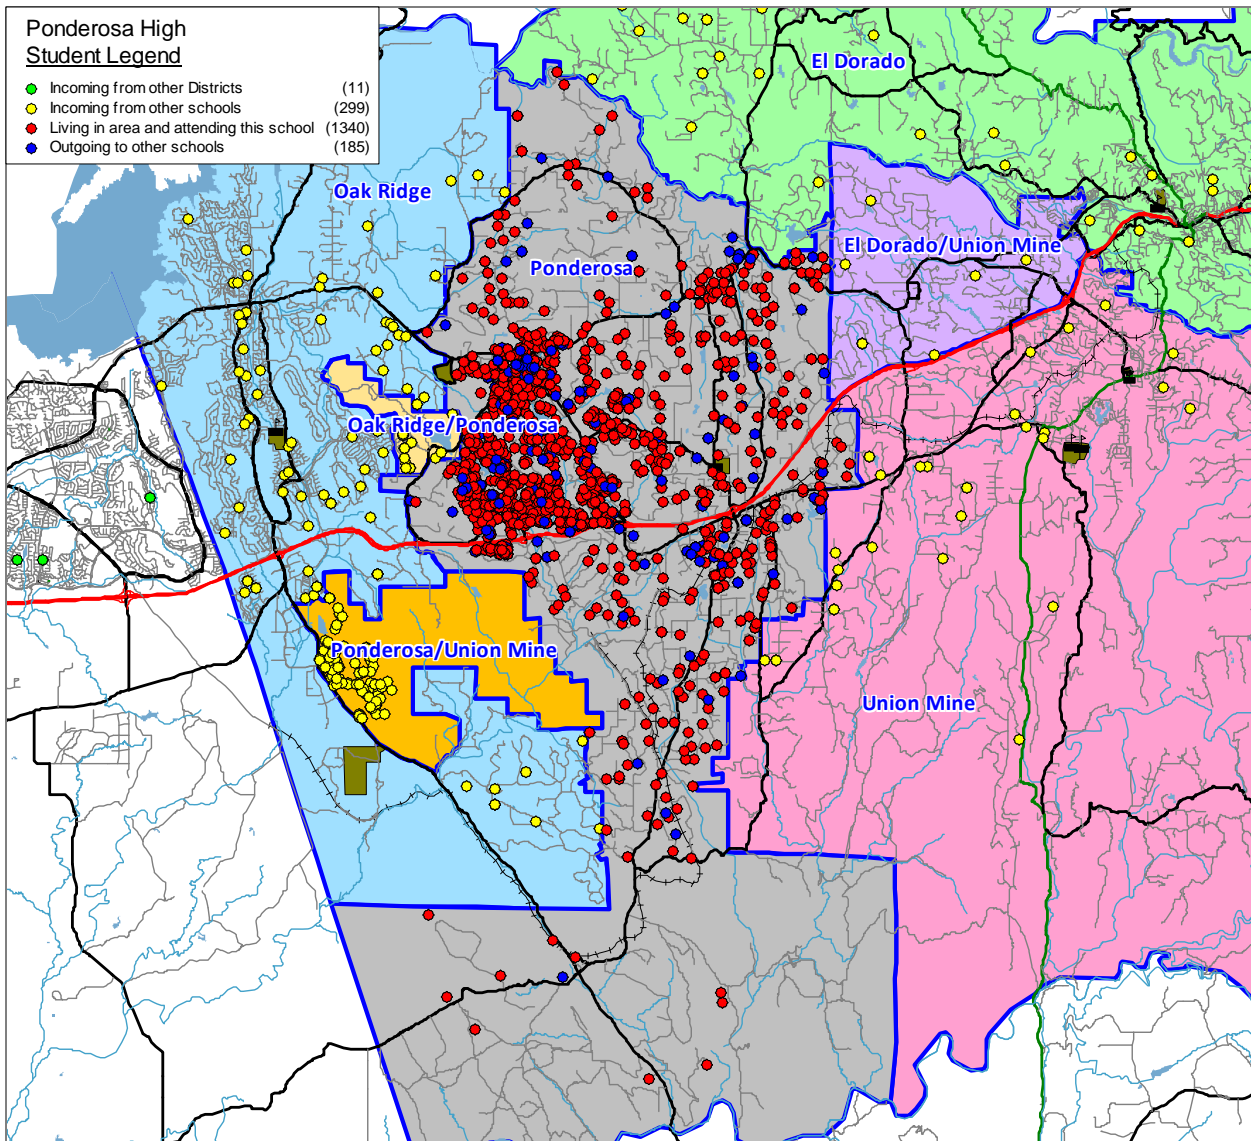 Ponderosa High
Student Legend
Incoming from other Districts (11)
Incoming from other schools (299)
Living in area and attending this school (1340)
Outgoing to other schools (185)
El Dorado
Oak Ridge
El Dorado/Union Mine
Ponderosa
Oak Ridge/Ponderosa
Ponderosa/Union Mine
Union Mine